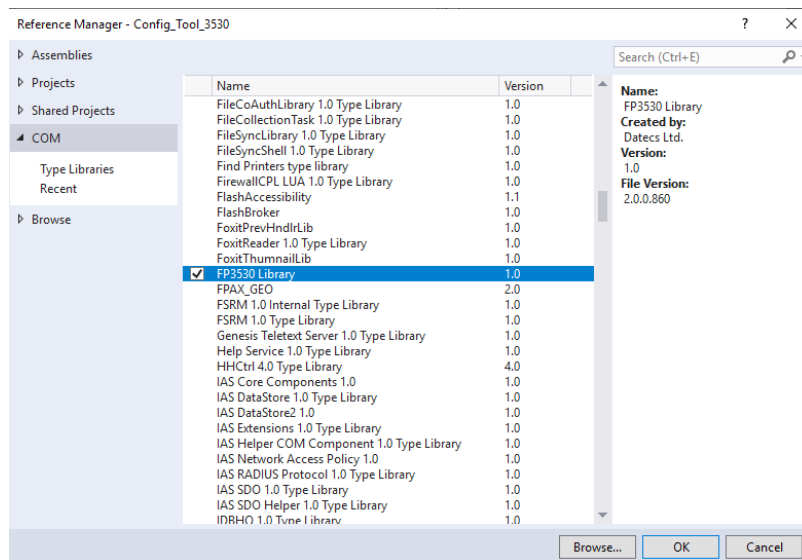 Reference Manager - Config_Tool_3530 ? ×
Assemblies
Projects
Shared Projects
COM
Type Libraries
Recent
Browse
Search (Ctrl+E)
Name Version
FileCoAuthLibrary 1.0 Type Library 1.0
FileCollectionTask 1.0 Type Library 1.0
FileSyncLibrary 1.0 Type Library 1.0
FileSyncShell 1.0 Type Library 1.0
Find Printers type library 1.0
FirewallCPL LUA 1.0 Type Library 1.0
FlashAccessibility 1.1
FlashBroker 1.0
FoxitPrevHndlrLib 1.0
FoxitReader 1.0 Type Library 1.0
FoxitThumnailLib 1.0
FP3530 Library 1.0
FPAX_GEO 2.0
FSRM 1.0 Internal Type Library 1.0
FSRM 1.0 Type Library 1.0
Genesis Teletext Server 1.0 Type Library 1.0
Help Service 1.0 Type Library 1.0
HHCtrl 4.0 Type Library 4.0
IAS Core Components 1.0 1.0
IAS DataStore 1.0 Type Library 1.0
IAS DataStore2 1.0 1.0
IAS Extensions 1.0 Type Library 1.0
IAS Helper COM Component 1.0 Type Library 1.0
IAS Network Access Policy 1.0 1.0
IAS RADIUS Protocol 1.0 Type Library 1.0
IAS SDO 1.0 Type Library 1.0
IAS SDO Helper 1.0 Type Library 1.0
IDBHO 1.0 Type Library 1.0
Name:
FP3530 Library
Created by:
Datecs Ltd.
Version:
1.0
File Version:
2.0.0.860
Browse... OK Cancel